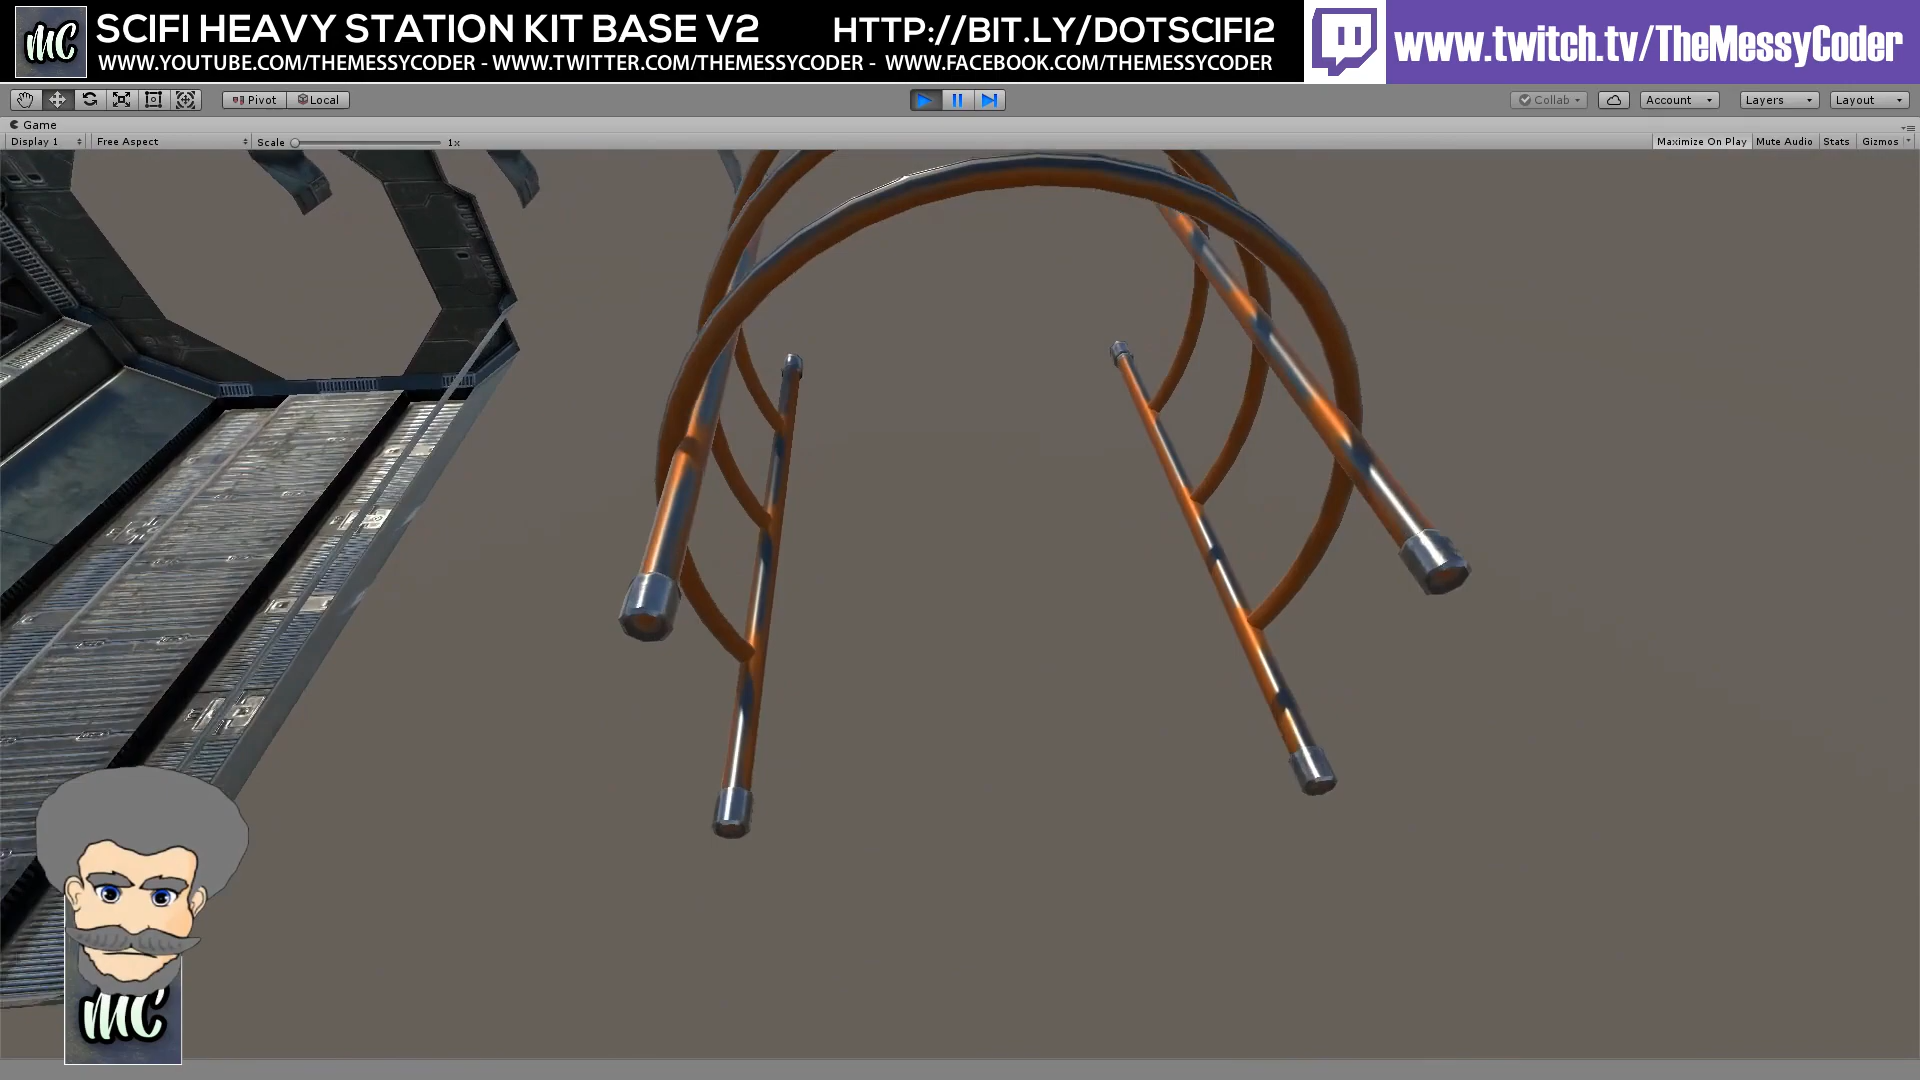 MC SCIFI HEAVY STATION KIT BASE V2 HTTP://BIT.LY/DOTSCIFI2 www.twitch.tv/TheMessyCoder
WWW.YOUTUBE.COM/THEMESSYCODER - WWW.TWITTER.COM/THEMESSYCODER - WWW.FACEBOOK.COM/THEMESSYCODER
Pivot Local Collab Account Layers Layout
Game
Display 1 Free Aspect Scale 1x Maximize On Play Mute Audio Stats Gizmos
MC